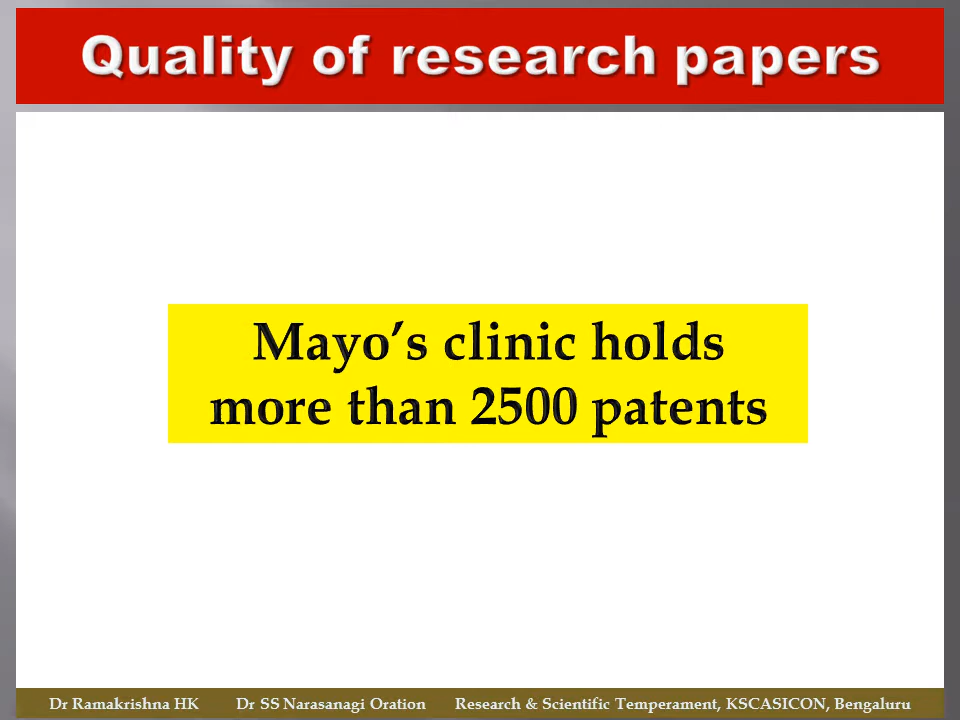 Quality of research papers
Mayo’s clinic holds
more than 2500 patents
Dr Ramakrishna HK Dr SS Narasanagi Oration Research & Scientific Temperament, KSCASICON, Bengaluru